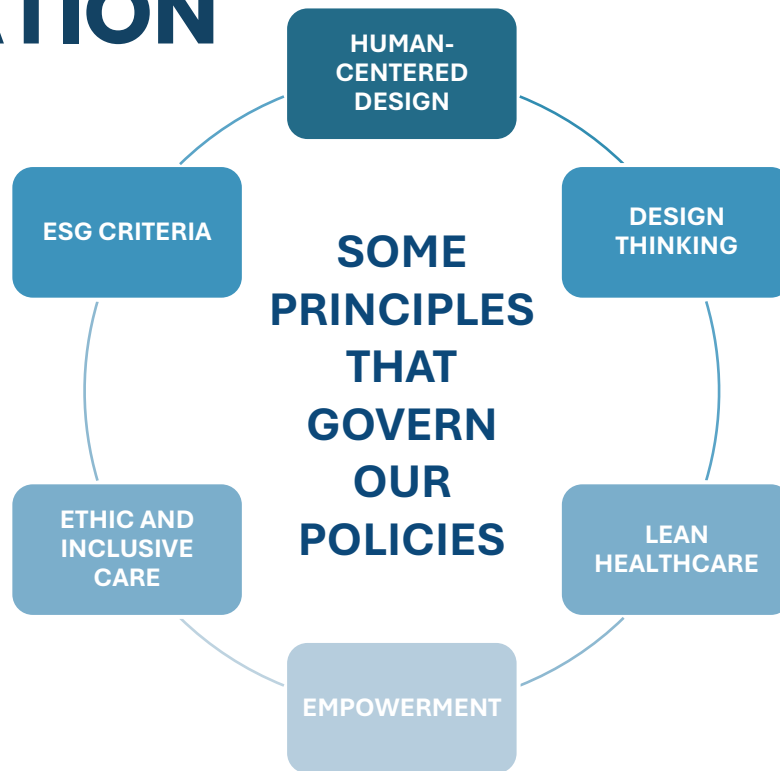 ATION
HUMAN-
CENTERED
DESIGN
DESIGN
THINKING
LEAN
HEALTHCARE
EMPOWERMENT
ETHIC AND
INCLUSIVE
CARE
ESG CRITERIA
SOME
PRINCIPLES
THAT
GOVERN
OUR
POLICIES